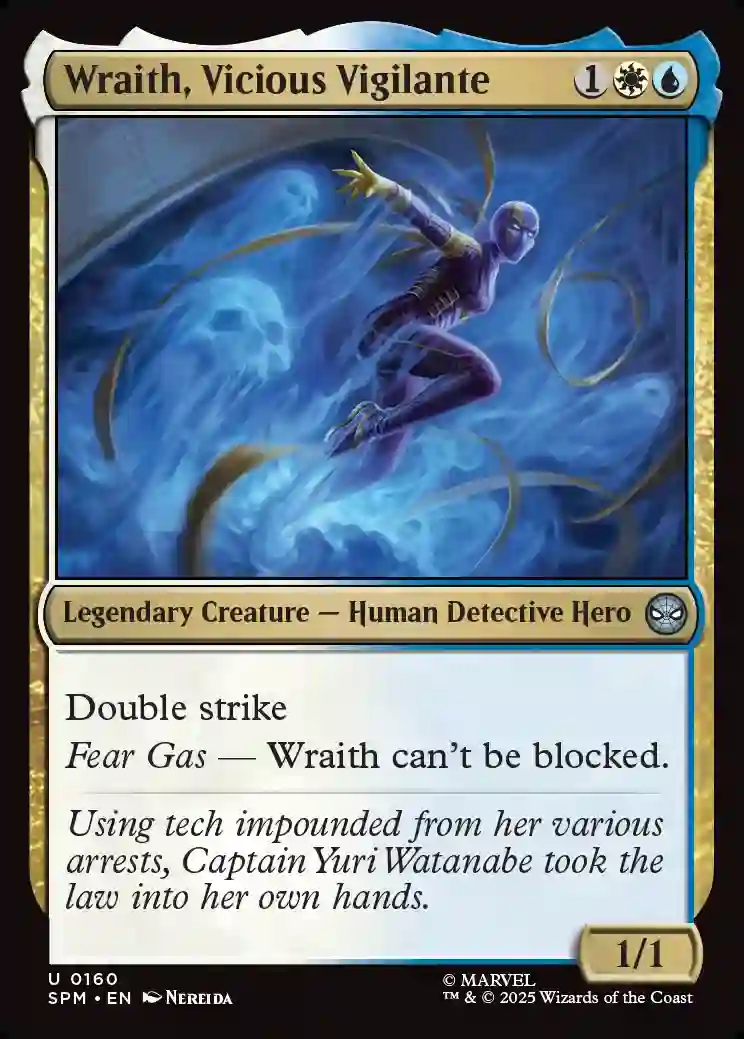 Wraith, Vicious Vigilante 1
Legendary Creature — Human Detective Hero
Double strike
Fear Gas — Wraith can't be blocked.
Using tech impounded from her various
arrests, Captain Yuri Watanabe took the
law into her own hands.
1/1
U 0160
SPM • EN NEREIDA
© MARVEL
™ & © 2025 Wizards of the Coast